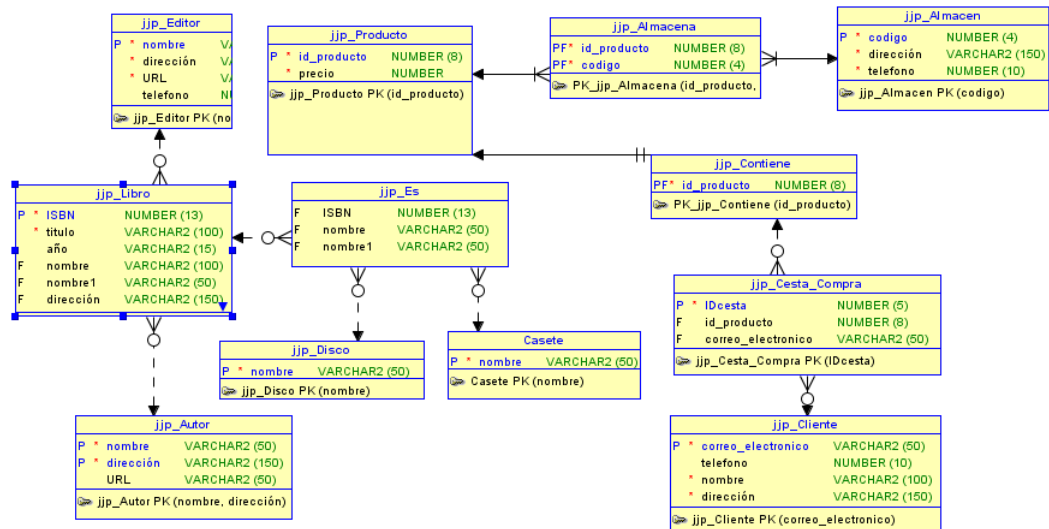 jjp_Editor
P * nombre
* dirección
* URL
telefono
jjp_Editor PK (no
jjp_Producto
P * id_producto NUMBER (8)
* precio NUMBER
jjp_Producto PK (id_producto)
jjp_Almacena
PF* id_producto NUMBER (8)
PF* codigo NUMBER (4)
PK_jjp_Almacena (id_producto,
jjp_Almacen
P * codigo NUMBER (4)
* dirección VARCHAR2 (150)
* telefono NUMBER (10)
jjp_Almacen PK (codigo)
jjp_Contiene
PF* id_producto NUMBER (8)
PK_jjp_Contiene (id_producto)
jjp_Libro
P * ISBN NUMBER (13)
* titulo VARCHAR2 (100)
año VARCHAR2 (15)
F nombre VARCHAR2 (100)
F nombre1 VARCHAR2 (50)
F dirección VARCHAR2 (150)
jjp_Es
F ISBN NUMBER (13)
F nombre VARCHAR2 (50)
F nombre1 VARCHAR2 (50)
jjp_Cesta_Compra
P * IDcesta NUMBER (5)
F id_producto NUMBER (8)
F correo_electronico VARCHAR2 (50)
jjp_Cesta_Compra PK (IDcesta)
jjp_Disco
P * nombre VARCHAR2 (50)
jjp_Disco PK (nombre)
Casete
P * nombre VARCHAR2 (50)
Casete PK (nombre)
jjp_Autor
P * nombre VARCHAR2 (50)
P * dirección VARCHAR2 (150)
URL VARCHAR2 (50)
jjp_Autor PK (nombre, dirección)
jjp_Cliente
P * correo_electronico VARCHAR2 (50)
telefono NUMBER (10)
* nombre VARCHAR2 (100)
* dirección VARCHAR2 (150)
jjp_Cliente PK (correo_electronico)